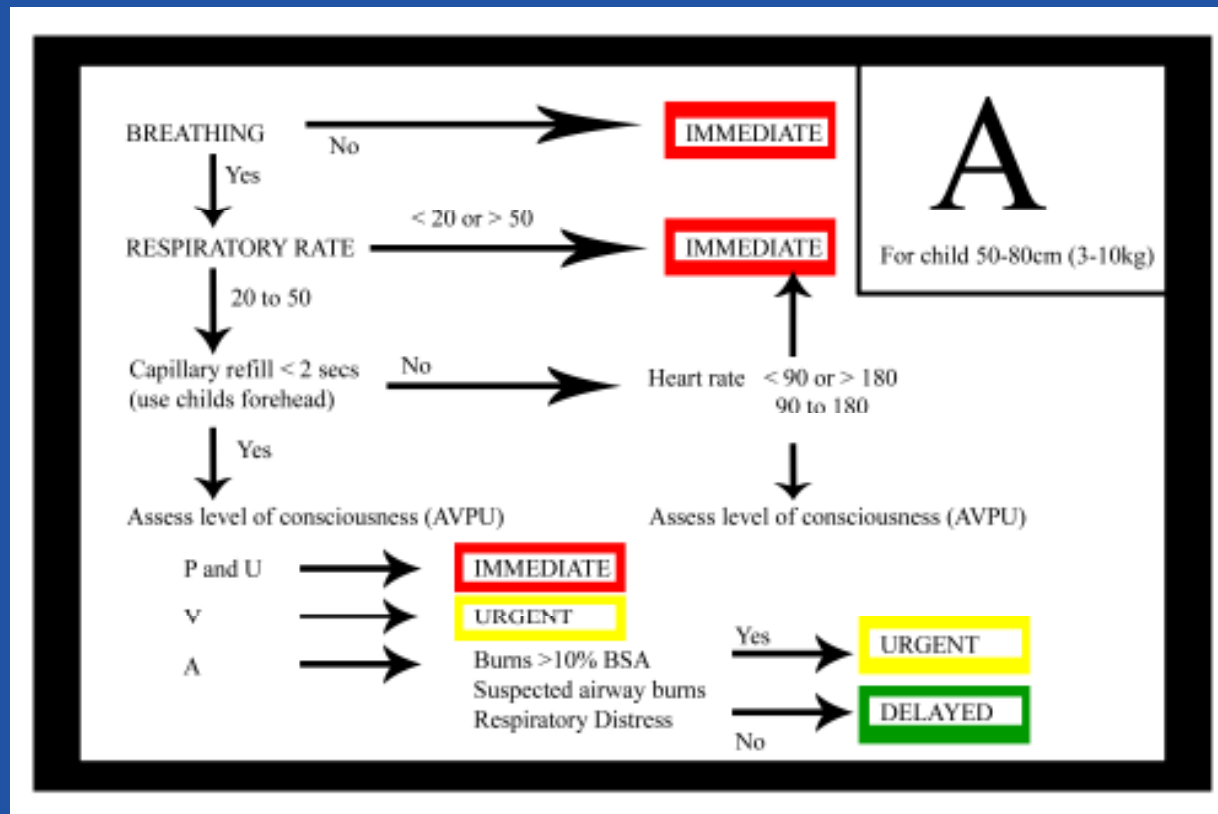 BREATHING
No
IMMEDIATE
A
For child 50-80cm (3-10kg)
Yes
RESPIRATORY RATE
< 20 or > 50
IMMEDIATE
20 to 50
Capillary refill < 2 secs
(use childs forehead)
No
Heart rate < 90 or > 180
90 to 180
Yes
Assess level of consciousness (AVPU)
Assess level of consciousness (AVPU)
P and U
IMMEDIATE
V
URGENT
A
Burns >10% BSA
Suspected airway burns
Respiratory Distress
Yes
URGENT
No
DELAYED